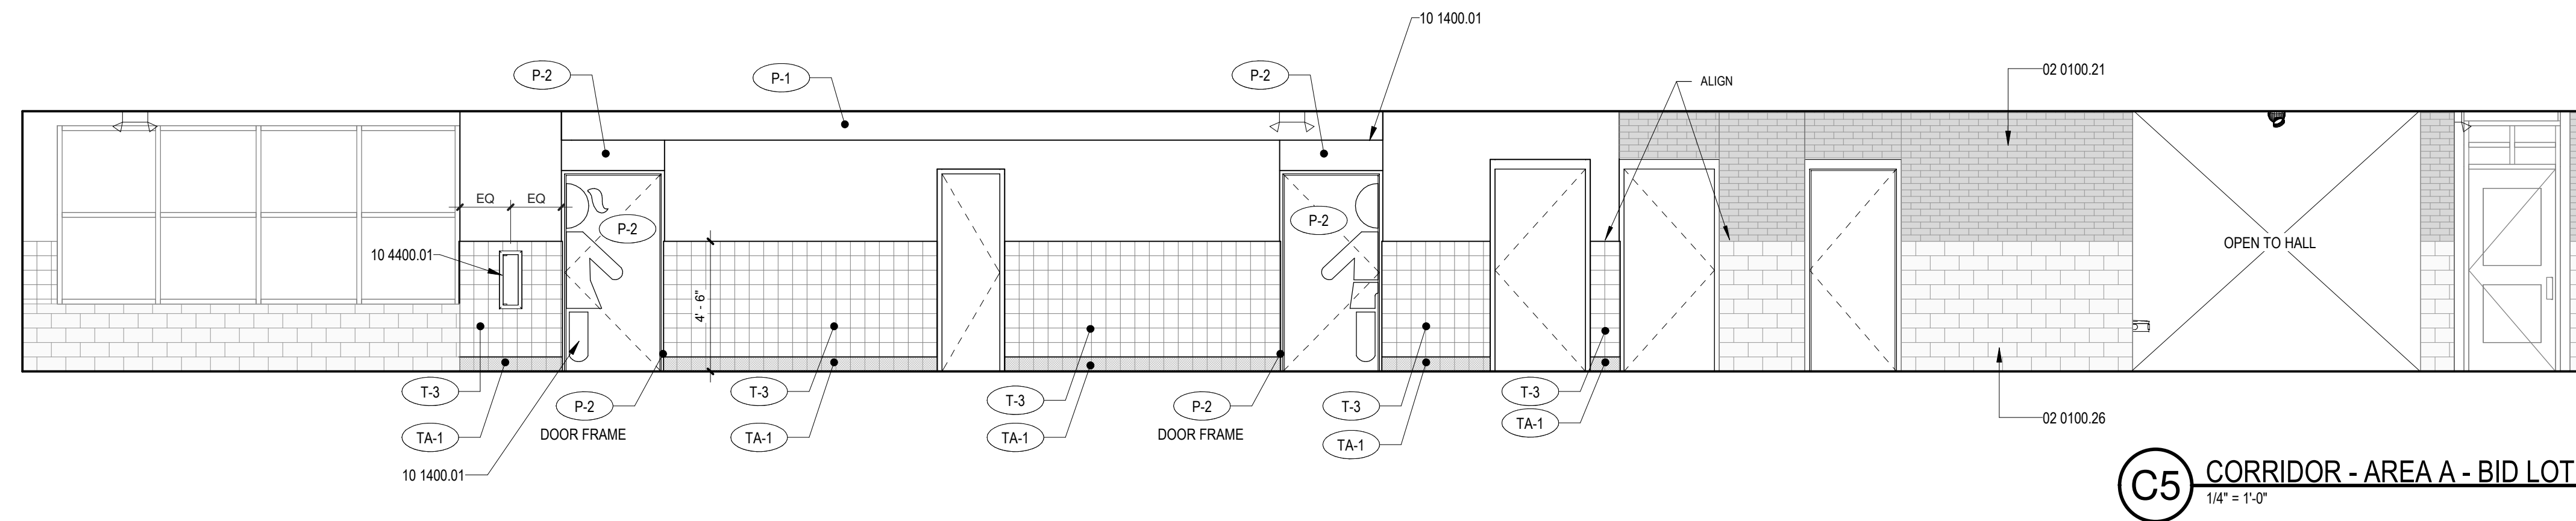 10 1400.01
P-2
P-1
P-2
ALIGN
02 0100.21
EQ
EQ
P-2
P-2
10 4400.01
OPEN TO HALL
4' - 6"
T-3
T-3
T-3
T-3
T-3
P-2
P-2
TA-1
DOOR FRAME
TA-1
TA-1
DOOR FRAME
TA-1
TA-1
02 0100.26
10 1400.01
C5
CORRIDOR - AREA A - BID LOT
1/4" = 1'-0"